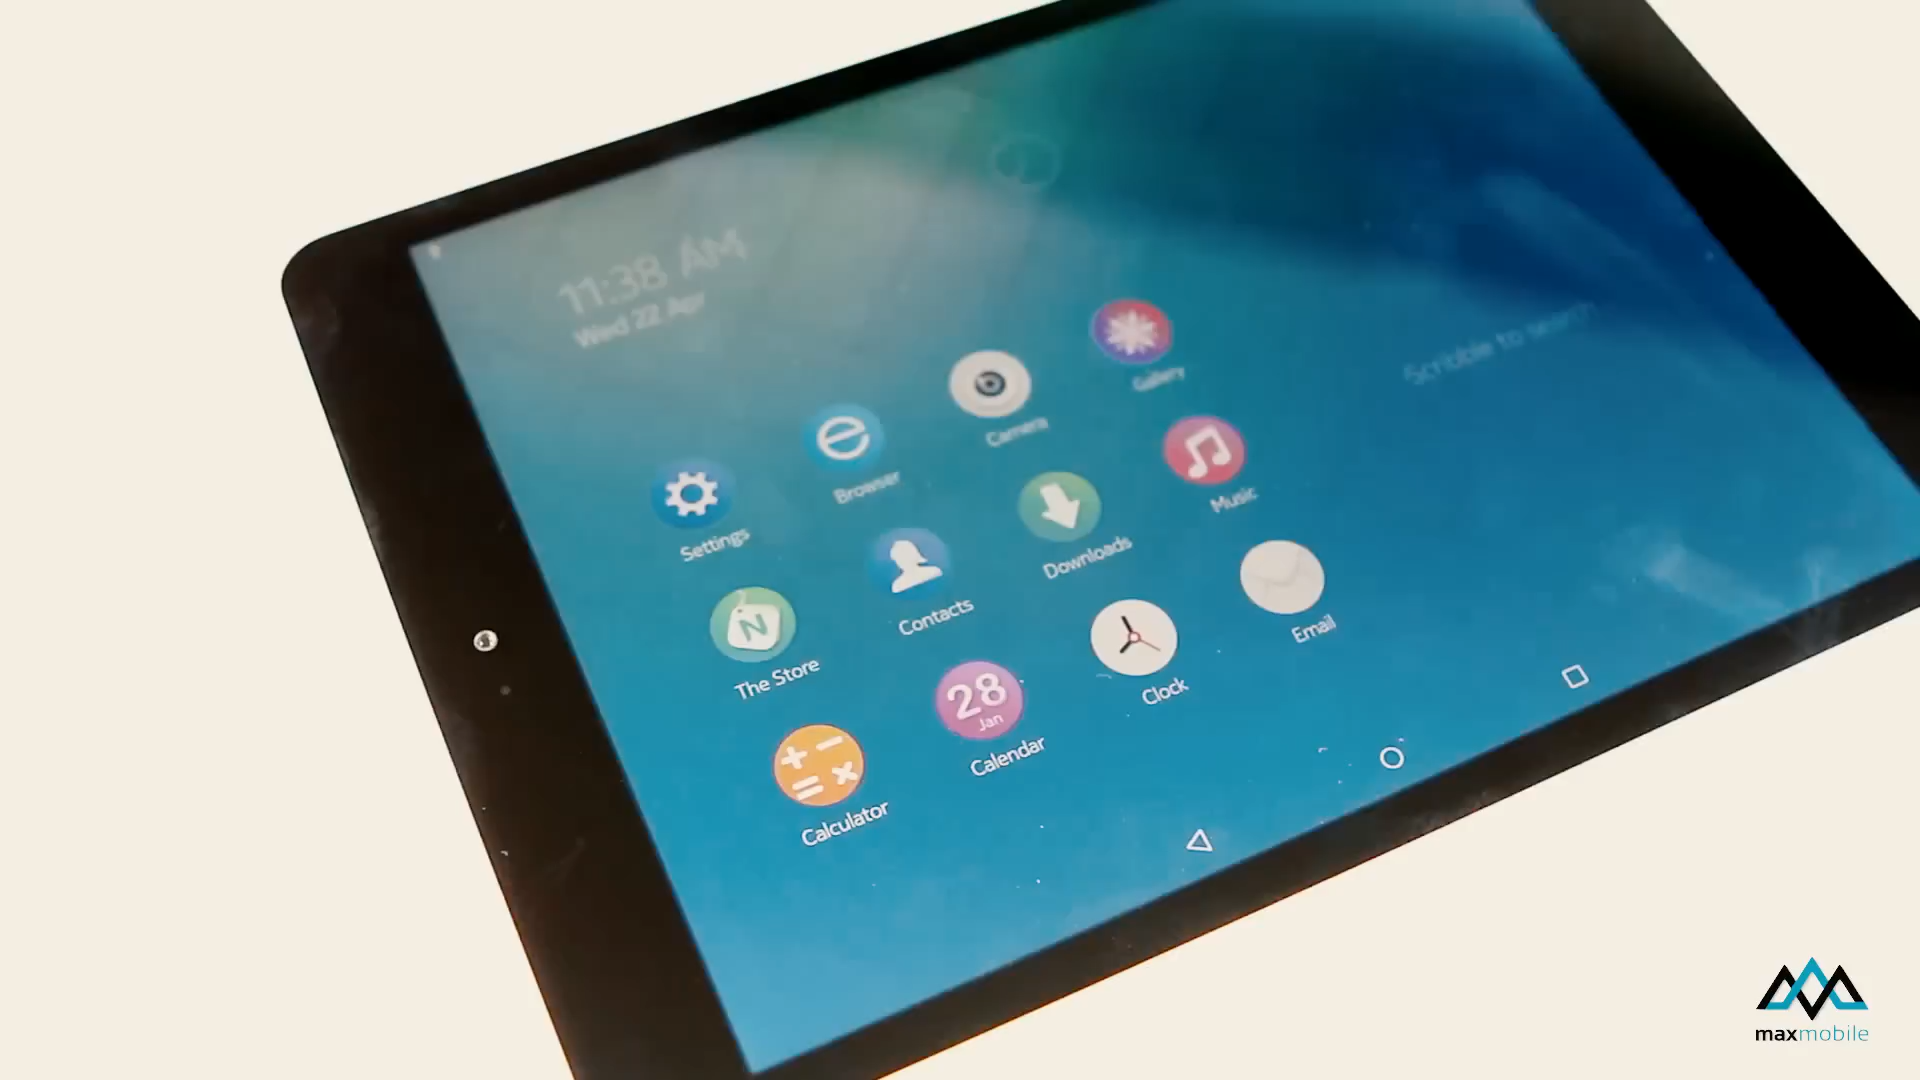 11:38 AM
Wed 22 Apr
Scribble to search
Gallery
Camera
Browser
Settings
Music
Downloads
Contacts
N
The Store
Email
Clock
28
Jan
Calendar
Calculator
maxmobile